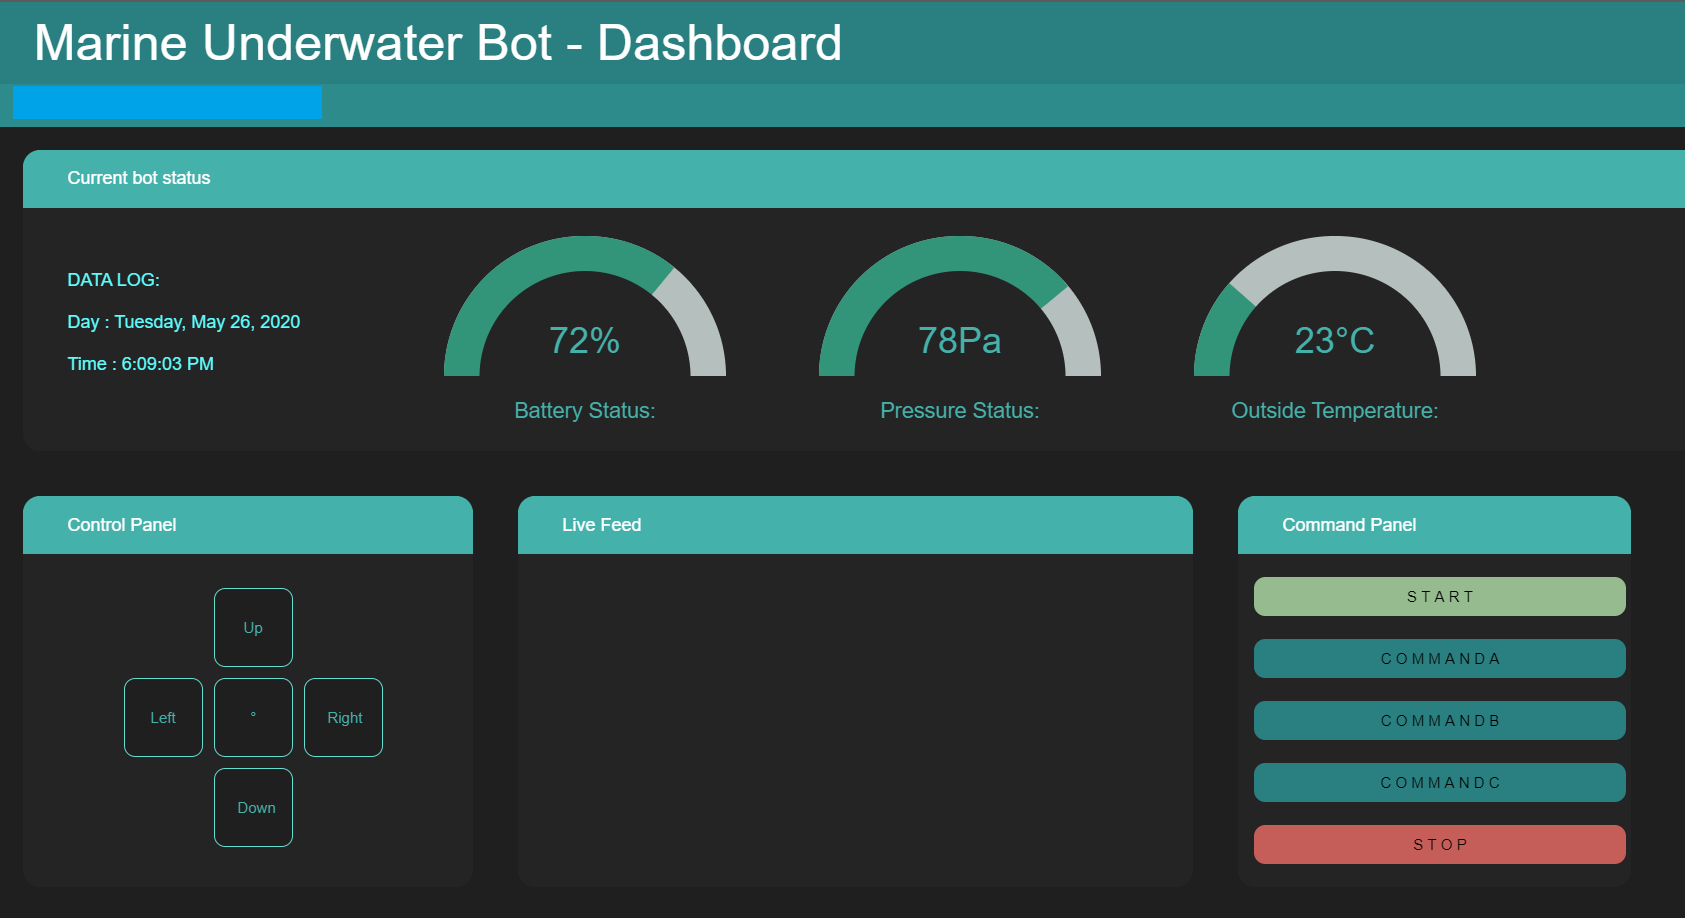 Marine Underwater Bot - Dashboard
Current bot status
DATA LOG:
Day : Tuesday, May 26, 2020
Time : 6:09:03 PM
72%
Battery Status:
78Pa
Pressure Status:
23°C
Outside Temperature:
Control Panel
Up
Left
°
Right
Down
Live Feed
Command Panel
START
COMMANDA
COMMANDB
COMMANDC
STOP